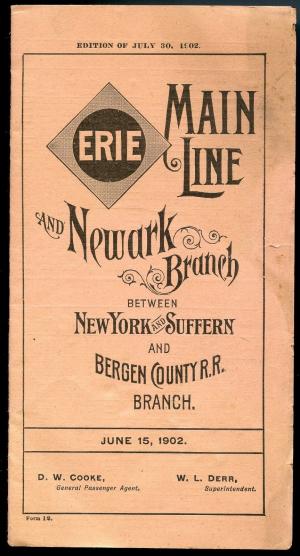 EDITION OF JULY 30, 1902.
ERIE
MAIN
LINE
AND Newark
Branch
BETWEEN
NEW YORK AND SUFFERN
AND
BERGEN COUNTY R.R.
BRANCH.
JUNE 15, 1902.
D. W. COOKE,
General Passenger Agent.
W. L. DERR,
Superintendent.
Form 12.